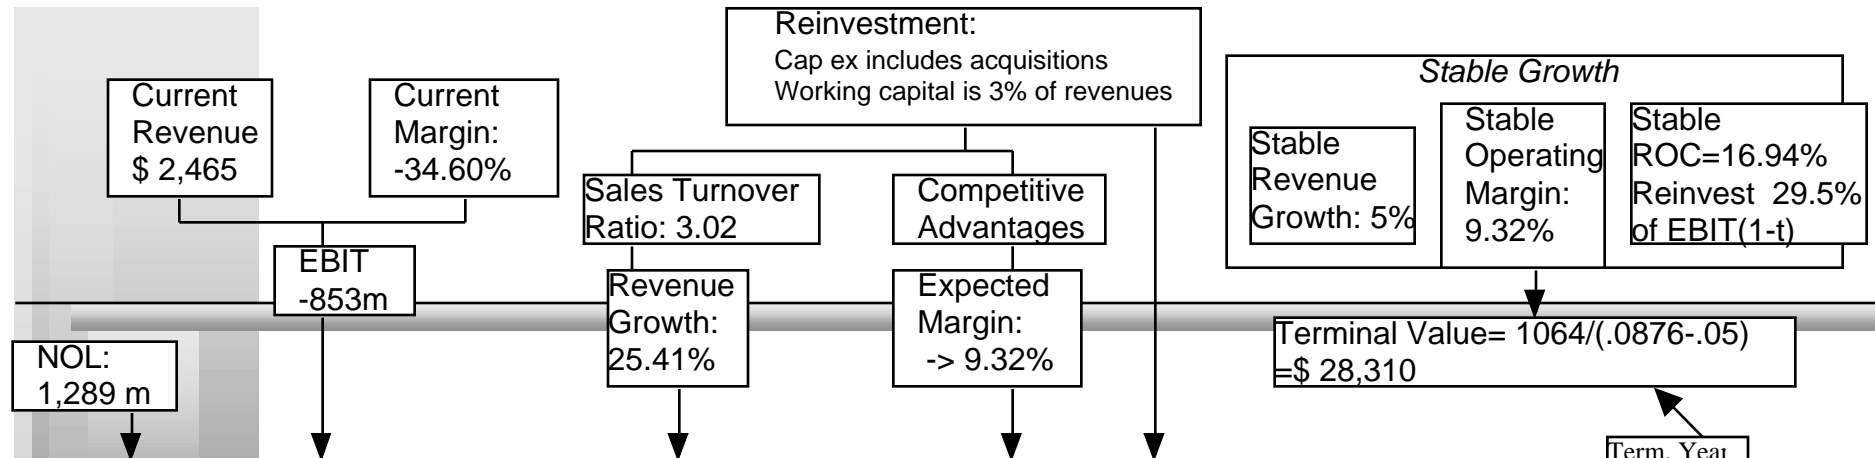 Reinvestment:
Cap ex includes acquisitions
Working capital is 3% of revenues
Stable Growth
Current
Revenue
$ 2,465
Current
Margin:
-34.60%
Stable
Revenue
Growth: 5%
Stable
Operating
Margin:
9.32%
Stable
ROC=16.94%
Reinvest 29.5%
of EBIT(1-t)
Sales Turnover
Ratio: 3.02
Competitive
Advantages
EBIT
-853m
Revenue
Growth:
25.41%
Expected
Margin:
-> 9.32%
NOL:
1,289 m
Terminal Value= 1064/(.0876-.05)
=$ 28,310
Term. Year